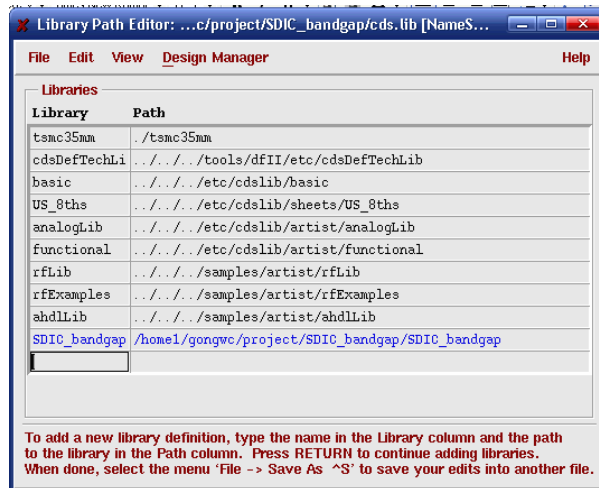 Library Path Editor: ...c/project/SDIC_bandgap/cds.lib [NameS...
File Edit View Design Manager Help
Libraries
Library Path
tsmc35mm ./tsmc35mm
cdsDefTechLi ../../../tools/dfII/etc/cdsDefTechLib
basic ../../../etc/cdslib/basic
US_8ths ../../../etc/cdslib/sheets/US_8ths
analogLib ../../../etc/cdslib/artist/analogLib
functional ../../../etc/cdslib/artist/functional
rfLib ../../../samples/artist/rfLib
rfExamples ../../../samples/artist/rfExamples
ahdlLib ../../../samples/artist/ahdlLib
SDIC_bandgap /home1/gongwc/project/SDIC_bandgap/SDIC_bandgap
To add a new library definition, type the name in the Library column and the path
to the library in the Path column. Press RETURN to continue adding libraries.
When done, select the menu 'File -> Save As ^S' to save your edits into another file.